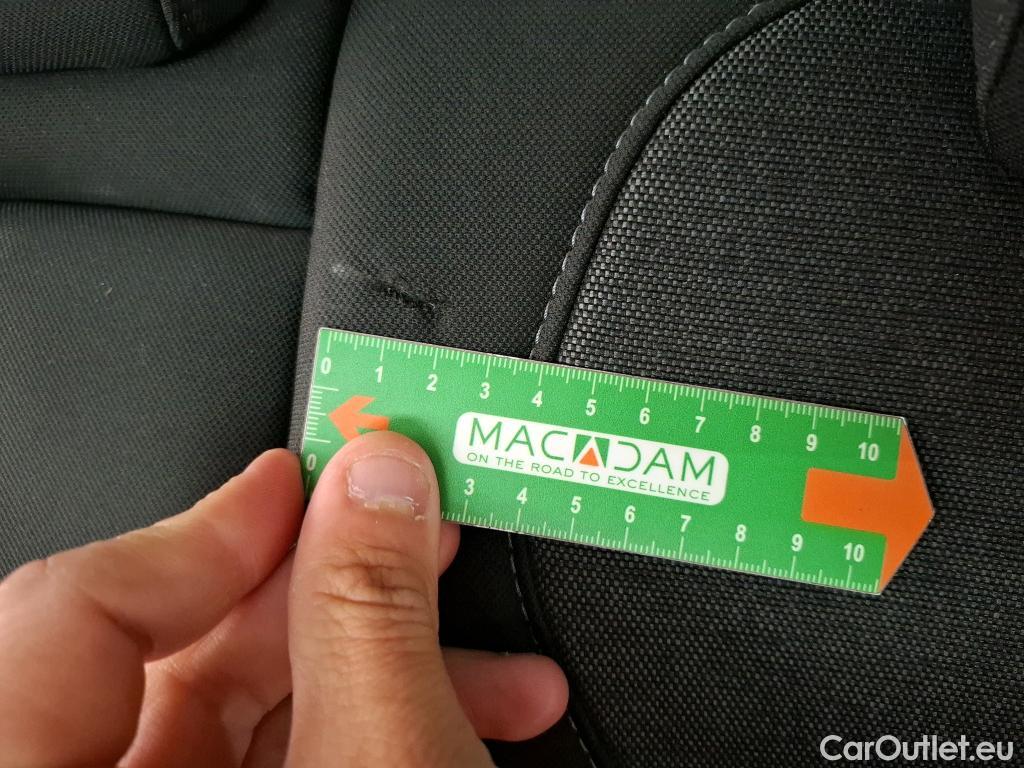 0 1 2 3 4 5 6 7 8 9 10
MACADAM
ON THE ROAD TO EXCELLENCE
0 3 4 5 6 7 8 9 10
CarOutlet.eu